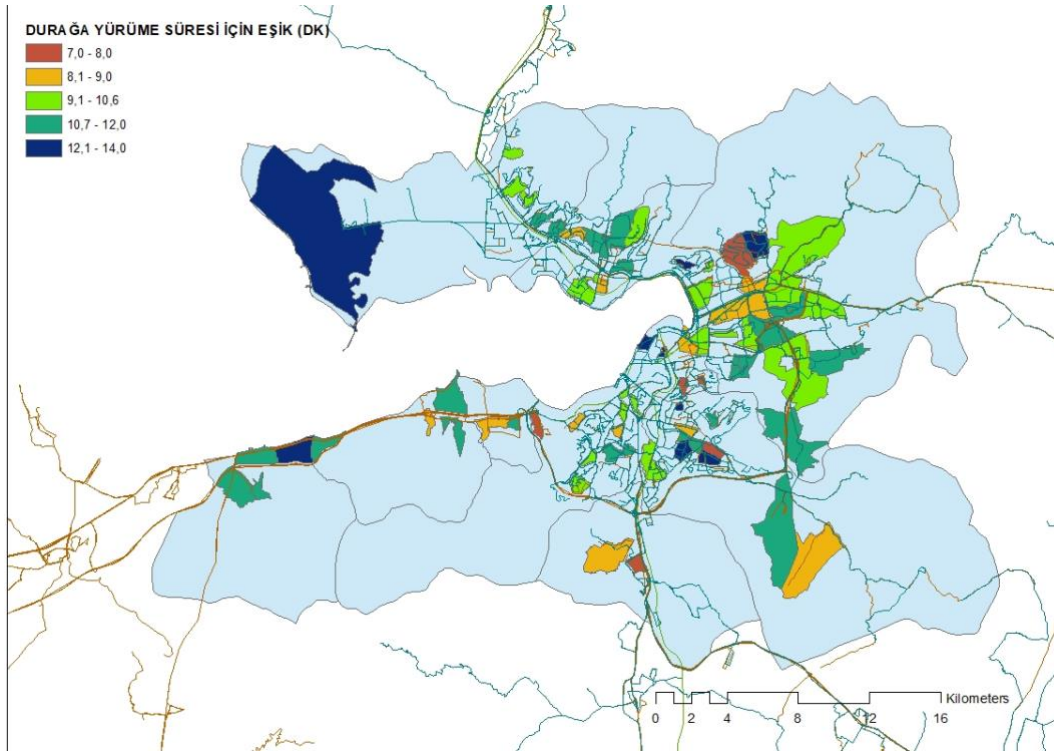 DURAĞA YÜRÜME SÜRESİ İÇİN EŞİK (DK)
7,0 - 8,0
8,1 - 9,0
9,1 - 10,6
10,7 - 12,0
12,1 - 14,0
Kilometers
0 2 4 8 12 16